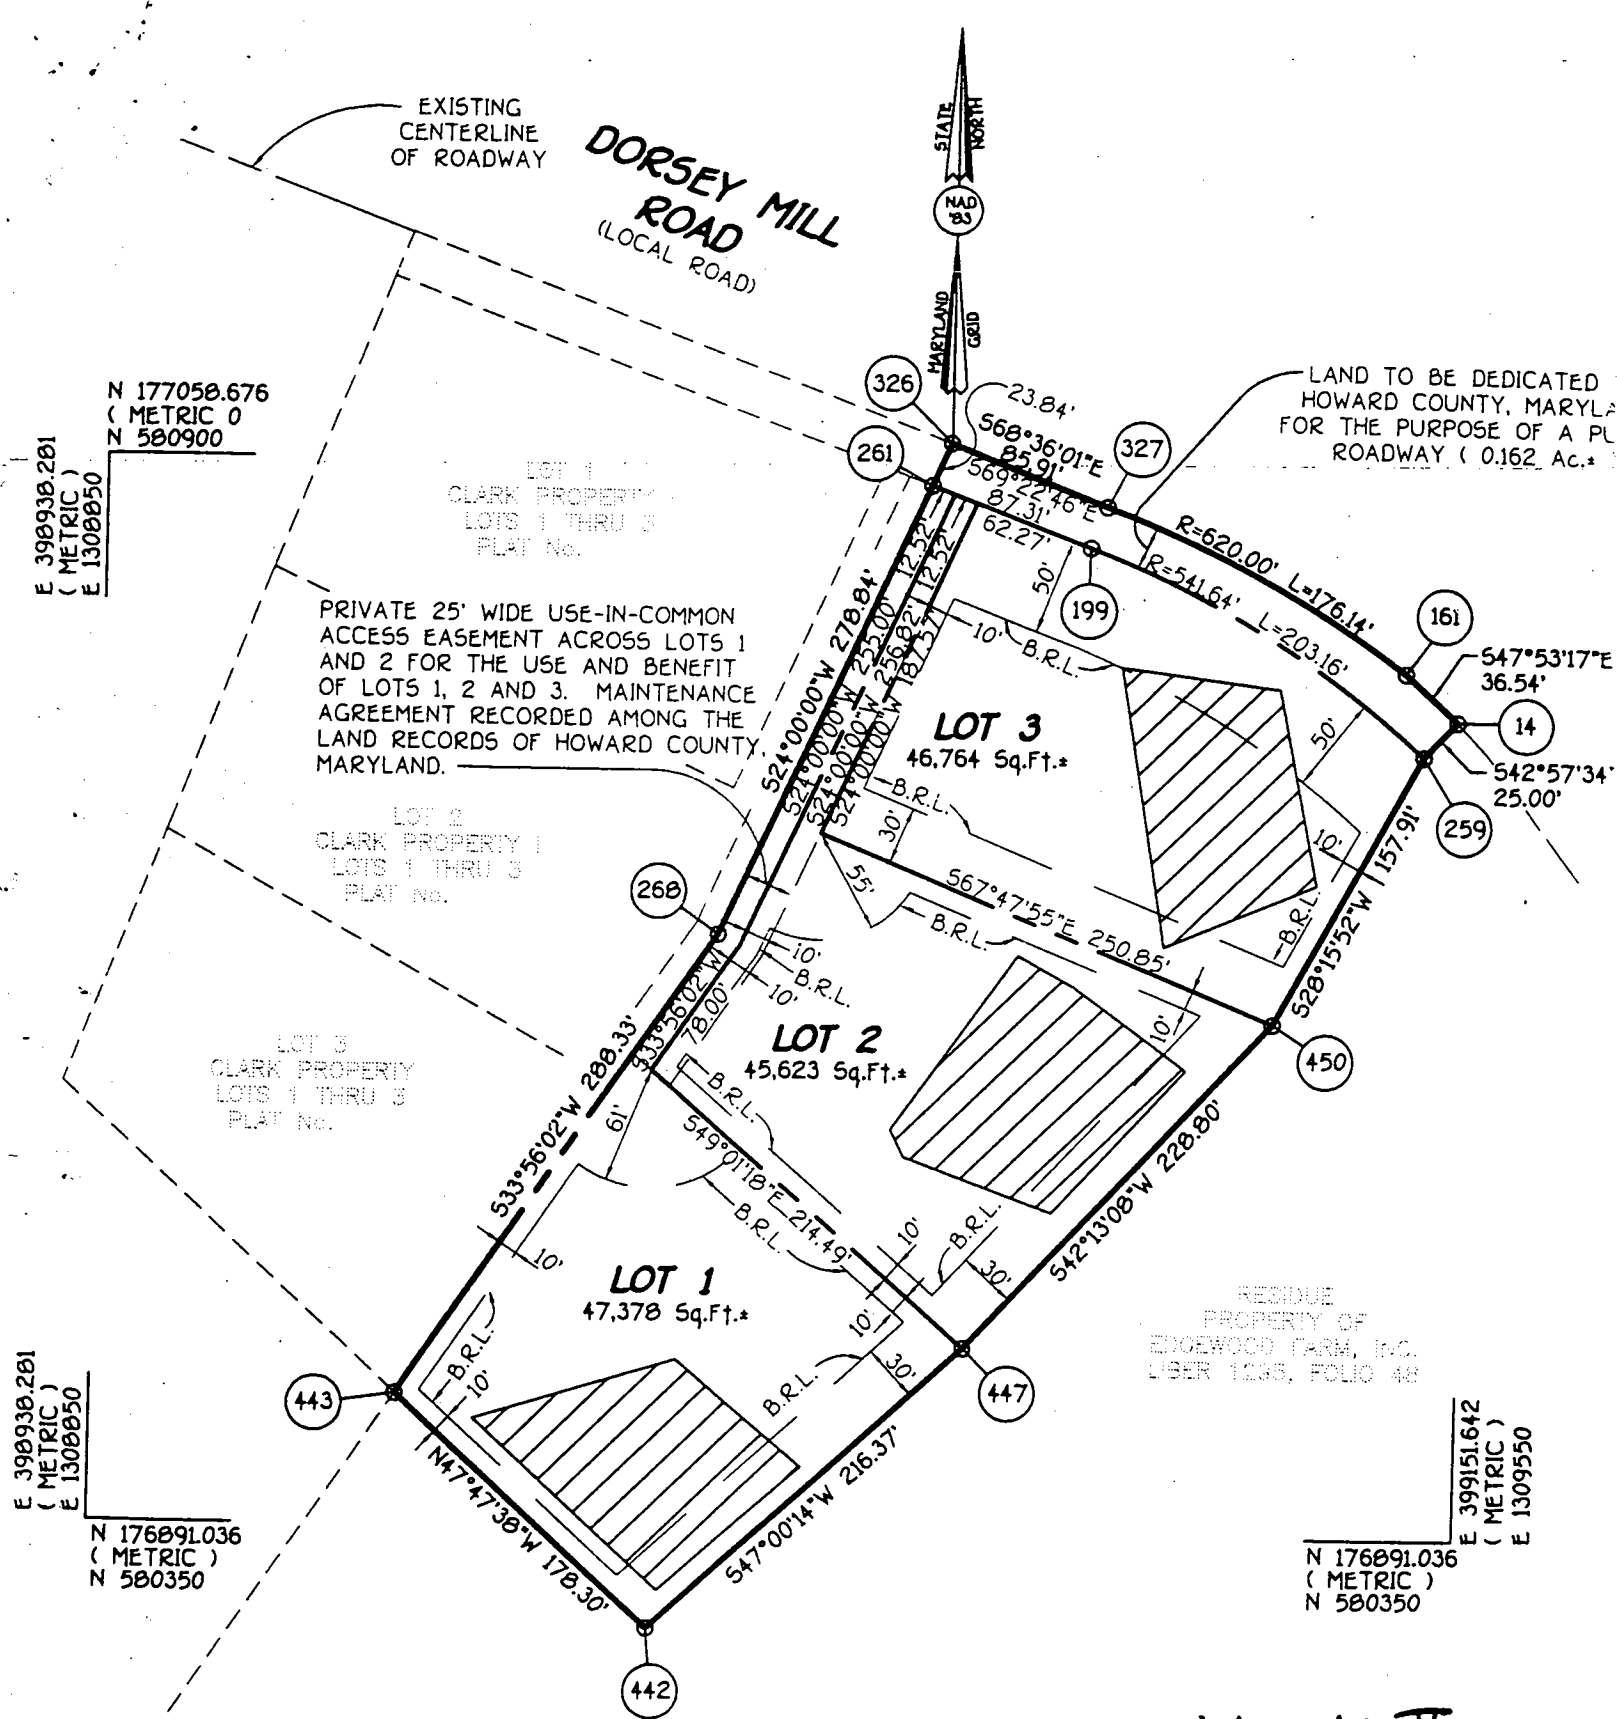 EXISTING
CENTERLINE
OF ROADWAY
DORSEY MILL
ROAD
(LOCAL ROAD)
STATE
NORTH
NAD
'83
MARYLAND
GRID
N 177058.676
( METRIC 0
N 580900
E 398938.281
( METRIC )
E 1308850
326
23.84'
S68°36'01"E
85.91'
327
261
S69°22'46"E
87.31'
62.27'
LAND TO BE DEDICATED
HOWARD COUNTY, MARYLA
FOR THE PURPOSE OF A PU
ROADWAY ( 0.162 Ac.±
R=620.00' L=176.14'
R=541.64' L=203.16'
199
161
S47°53'17"E
36.54'
14
S42°57'34"
25.00'
259
LOT 1
CLARK PROPERTY
LOTS 1 THRU 3
PLAT No.
PRIVATE 25' WIDE USE-IN-COMMON
ACCESS EASEMENT ACROSS LOTS 1
AND 2 FOR THE USE AND BENEFIT
OF LOTS 1, 2 AND 3. MAINTENANCE
AGREEMENT RECORDED AMONG THE
LAND RECORDS OF HOWARD COUNTY,
MARYLAND.
S24°00'00"W 278.84'
S24°00'00"W 255.00'
S24°00'00"W 256.82'
S24°00'00"W 187.57'
12.52'
12.52'
50'
10'
B.R.L.
LOT 3
46,764 Sq.Ft.±
50'
B.R.L.
30'
10'
B.R.L.
S28°15'52"W 157.91'
S67°47'55"E 250.85'
55'
B.R.L.
LOT 2
CLARK PROPERTY
LOTS 1 THRU 3
PLAT No.
268
10'
B.R.L.
10'
S33°56'02"W
78.00'
LOT 2
45,623 Sq.Ft.±
10'
450
B.R.L.
LOT 3
CLARK PROPERTY
LOTS 1 THRU 3
PLAT No.
S33°56'02"W 288.33'
61'
S49°01'18"E 214.49'
B.R.L.
10'
B.R.L.
30'
S42°13'08"W 228.80'
10'
LOT 1
47,378 Sq.Ft.±
10'
B.R.L.
30'
B.R.L.
10'
RESIDUE
PROPERTY OF
EDGEWOOD FARM, INC.
LIBER 1295, FOLIO 48
443
447
N47°47'38"W 178.30'
S47°00'14"W 216.37'
442
E 398938.281
( METRIC )
E 1308850
N 176891.036
( METRIC )
N 580350
E 399151.642
( METRIC )
E 1309550
N 176891.036
( METRIC )
N 580350